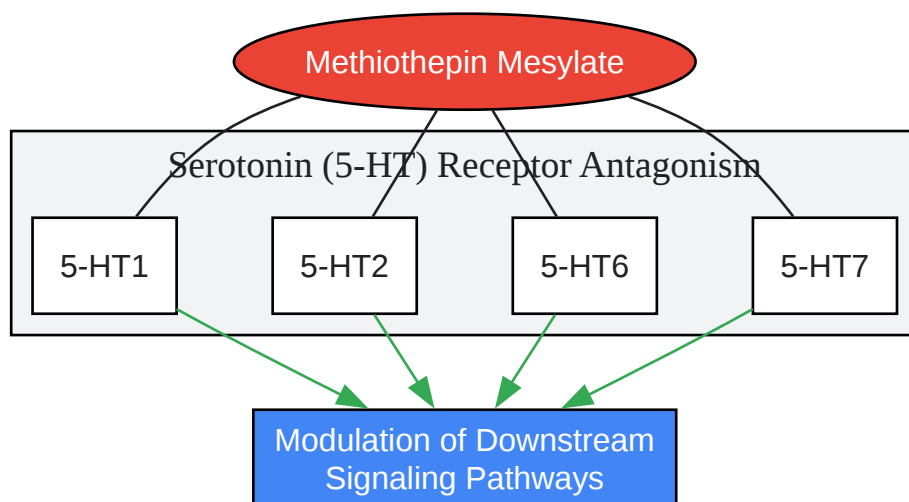 Methiothepin Mesylate
Serotonin (5-HT) Receptor Antagonism
5-HT1
5-HT2
5-HT6
5-HT7
Modulation of Downstream
Signaling Pathways